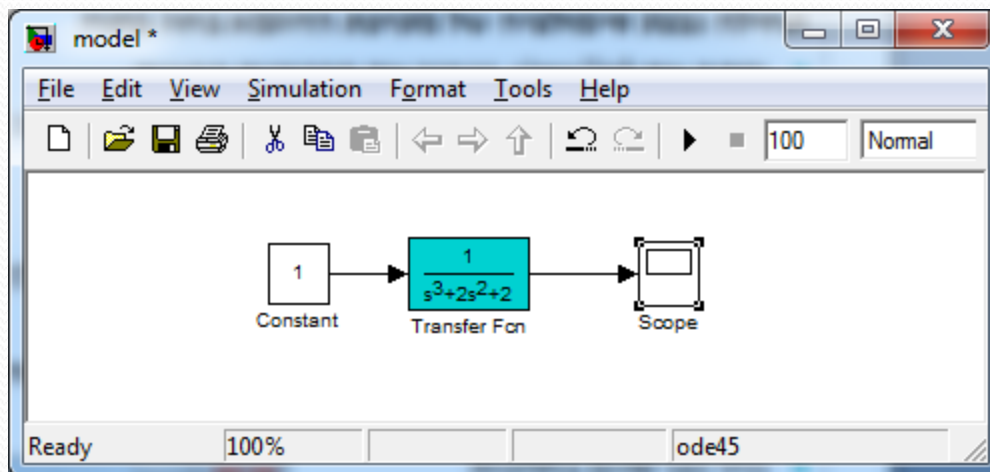 model *
File Edit View Simulation Format Tools Help
100 Normal
1
1
s3+2s2+2
Constant
Transfer Fcn
Scope
Ready 100% ode45